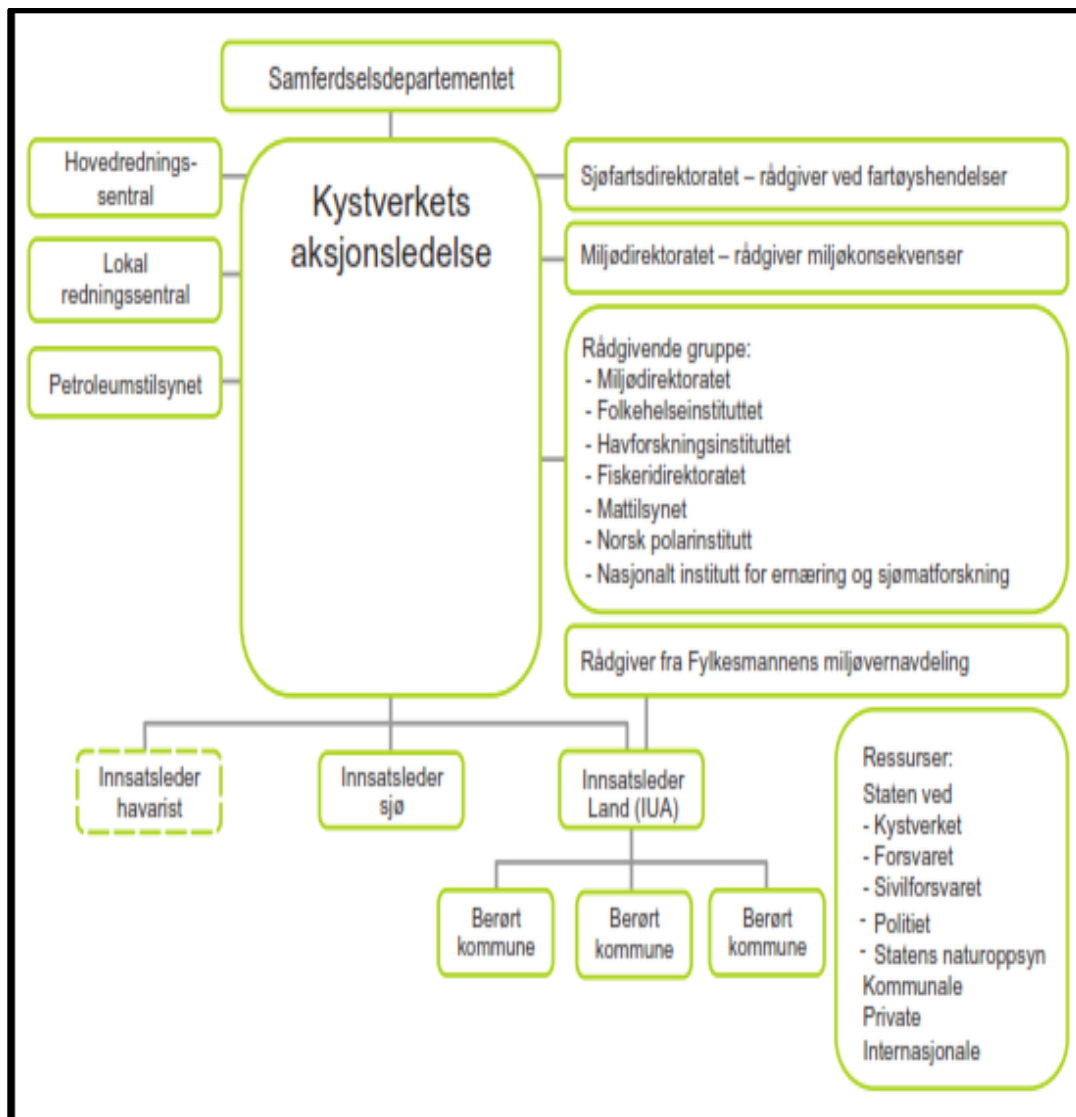 Samferdselsdepartementet
Hovedrednings-
sentral
Kystverkets
aksjonsledelse
Sjøfartsdirektoratet – rådgiver ved fartøyshendelser
Lokal
redningssentral
Miljødirektoratet – rådgiver miljøkonsekvenser
Petroleumstilsynet
Rådgivende gruppe:
- Miljødirektoratet
- Folkehelseinstituttet
- Havforskningsinstituttet
- Fiskeridirektoratet
- Mattilsynet
- Norsk polarinstitutt
- Nasjonalt institutt for ernæring og sjømatforskning
Rådgiver fra Fylkesmannens miljøvernavdeling
Innsatsleder
havarist
Innsatsleder
sjø
Innsatsleder
Land (IUA)
Berørt
kommune
Berørt
kommune
Berørt
kommune
Ressurser:
Staten ved
- Kystverket
- Forsvaret
- Sivilforsvaret
- Politiet
- Statens naturoppsyn
Kommunale
Private
Internasjonale